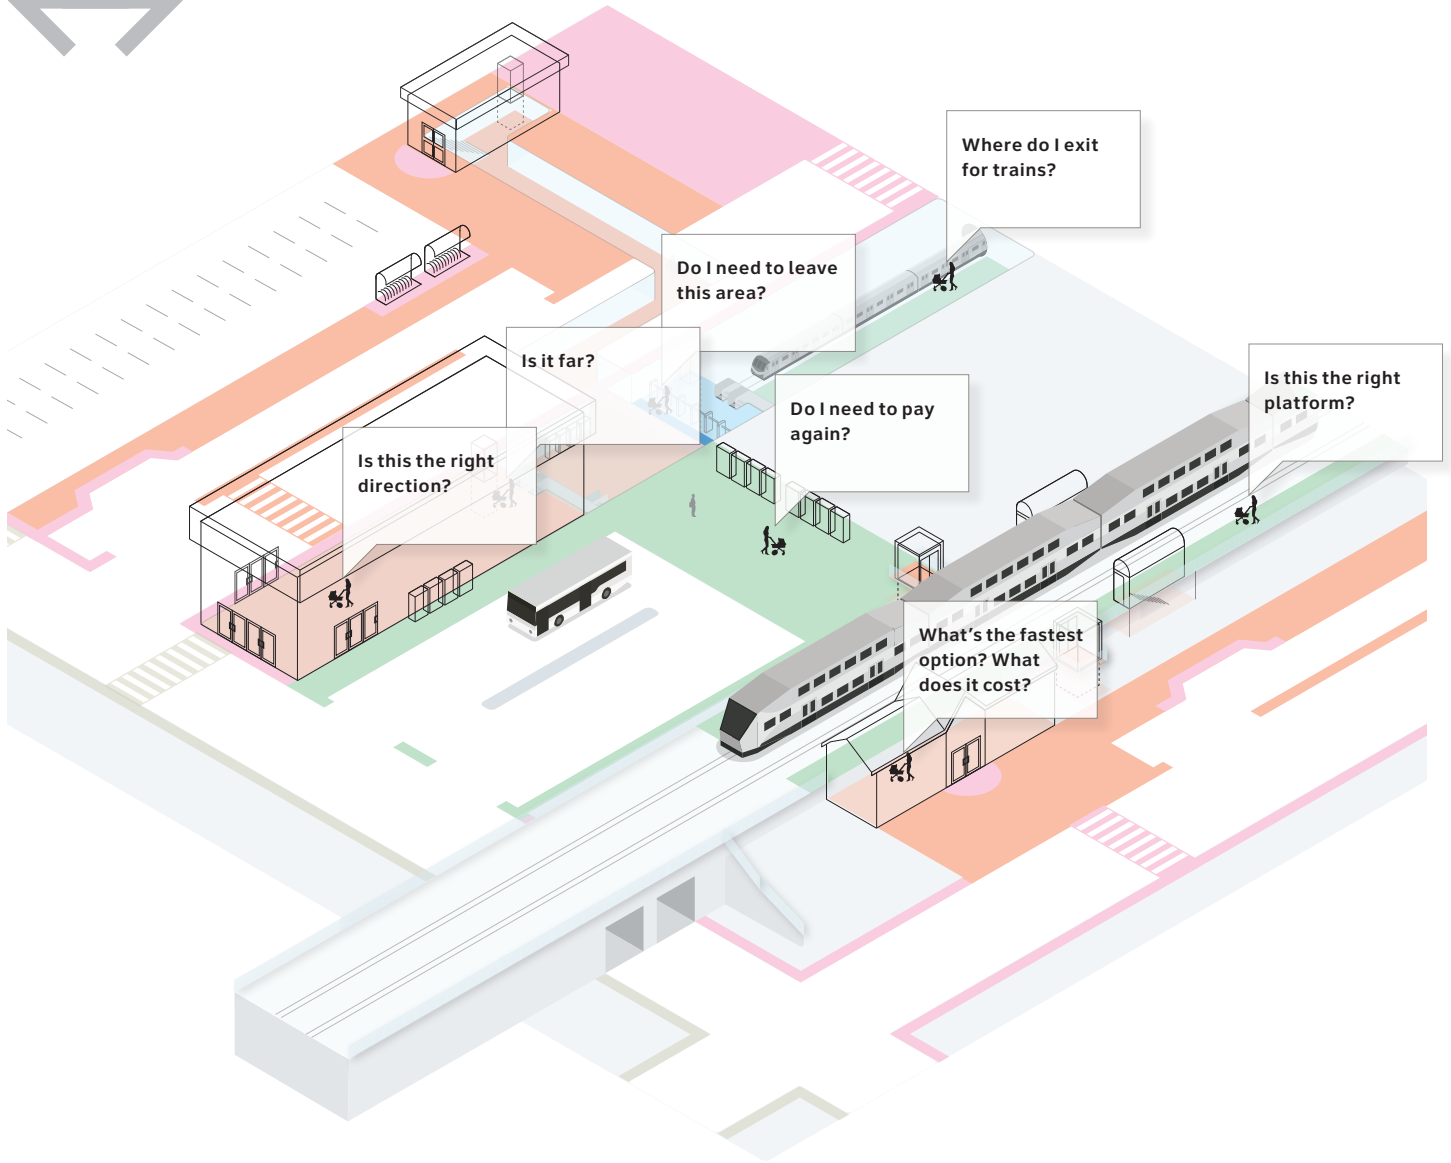 Where do I exit
for trains?
Do I need to leave
this area?
Is it far?
Is this the right
platform?
Do I need to pay
again?
Is this the right
direction?
What's the fastest
option? What
does it cost?